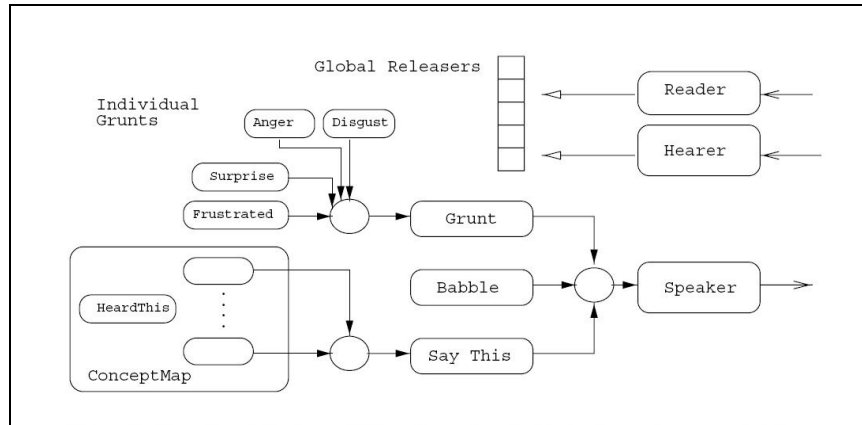 Global Releasers
Reader
Individual
Grunts
Anger
Disgust
Hearer
Surprise
Frustrated
Grunt
HeardThis
Babble
Speaker
Say This
ConceptMap